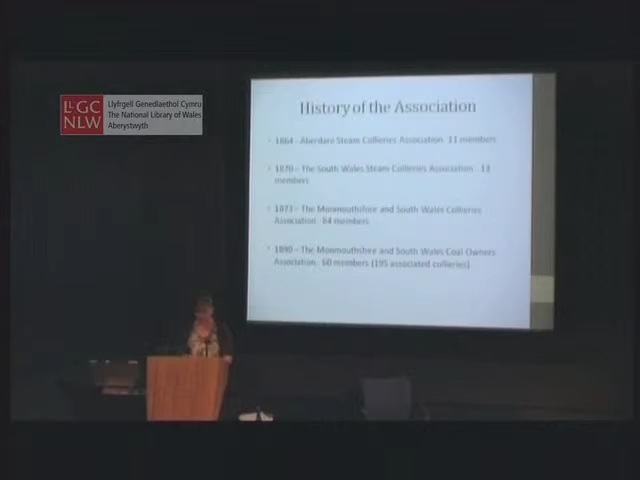 LLGC
NLW
Llyfrgell Genedlaethol Cymru
The National Library of Wales
Aberystwyth
History of the Association
1864 - Aberdare Steam Collieries Association. 11 members
1870 – The South Wales Steam Collieries Association . 13
members
1873 – The Monmouthshire and South Wales Collieries
Association. 84 members
1890 – The Monmouthshire and South Wales Coal Owners
Association. 60 members (195 associated collieries)